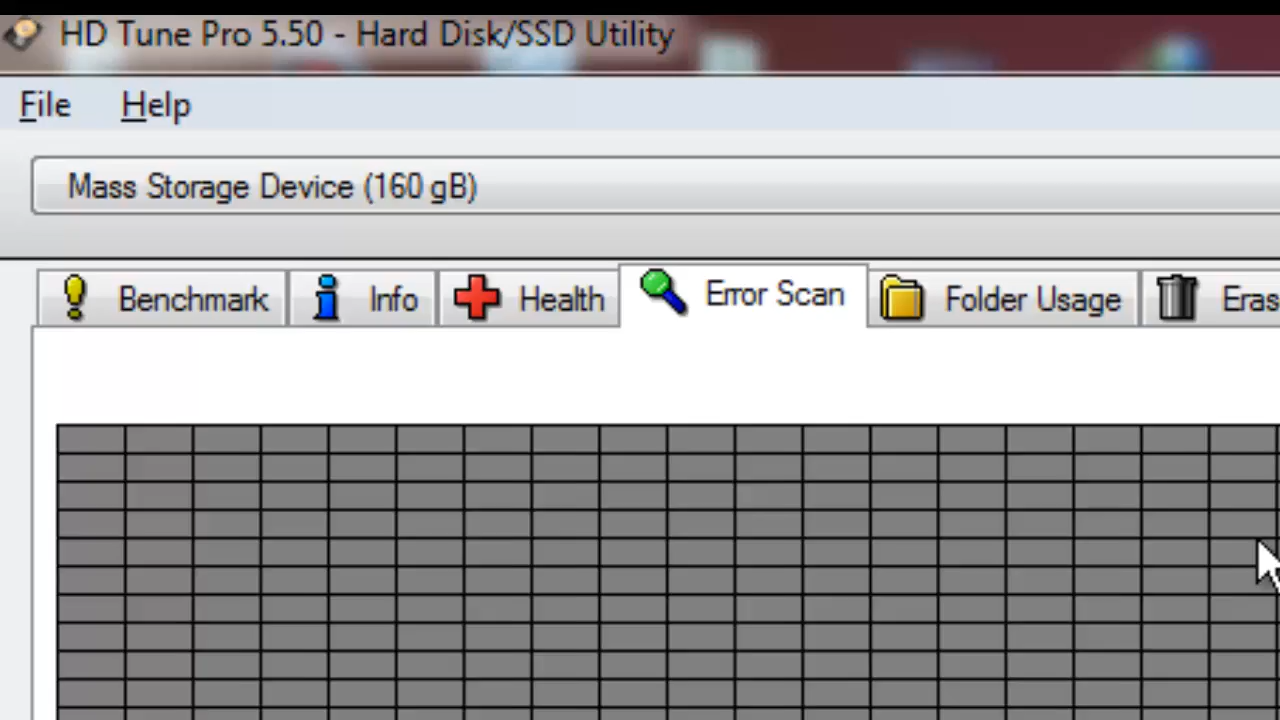 HD Tune Pro 5.50 - Hard Disk/SSD Utility
File Help
Mass Storage Device (160 gB)
Benchmark Info Health Error Scan Folder Usage Eras